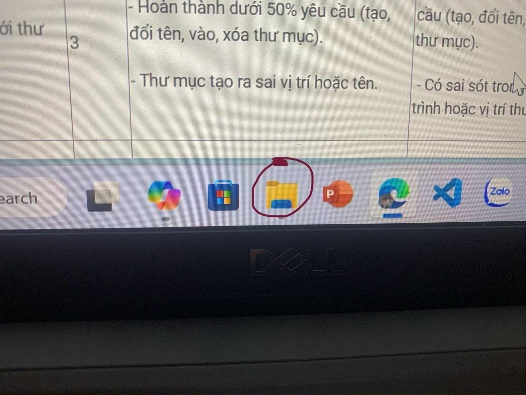 - Hoàn thành dưới 50% yêu cầu (tạo,
đổi tên, vào, xóa thư mục).
- Thư mục tạo ra sai vị trí hoặc tên.
ới thư
3
cầu (tạo, đổi tên,
thư mục).
- Có sai sót
trình hoặc vị trí
earch
P
Zalo
DELL